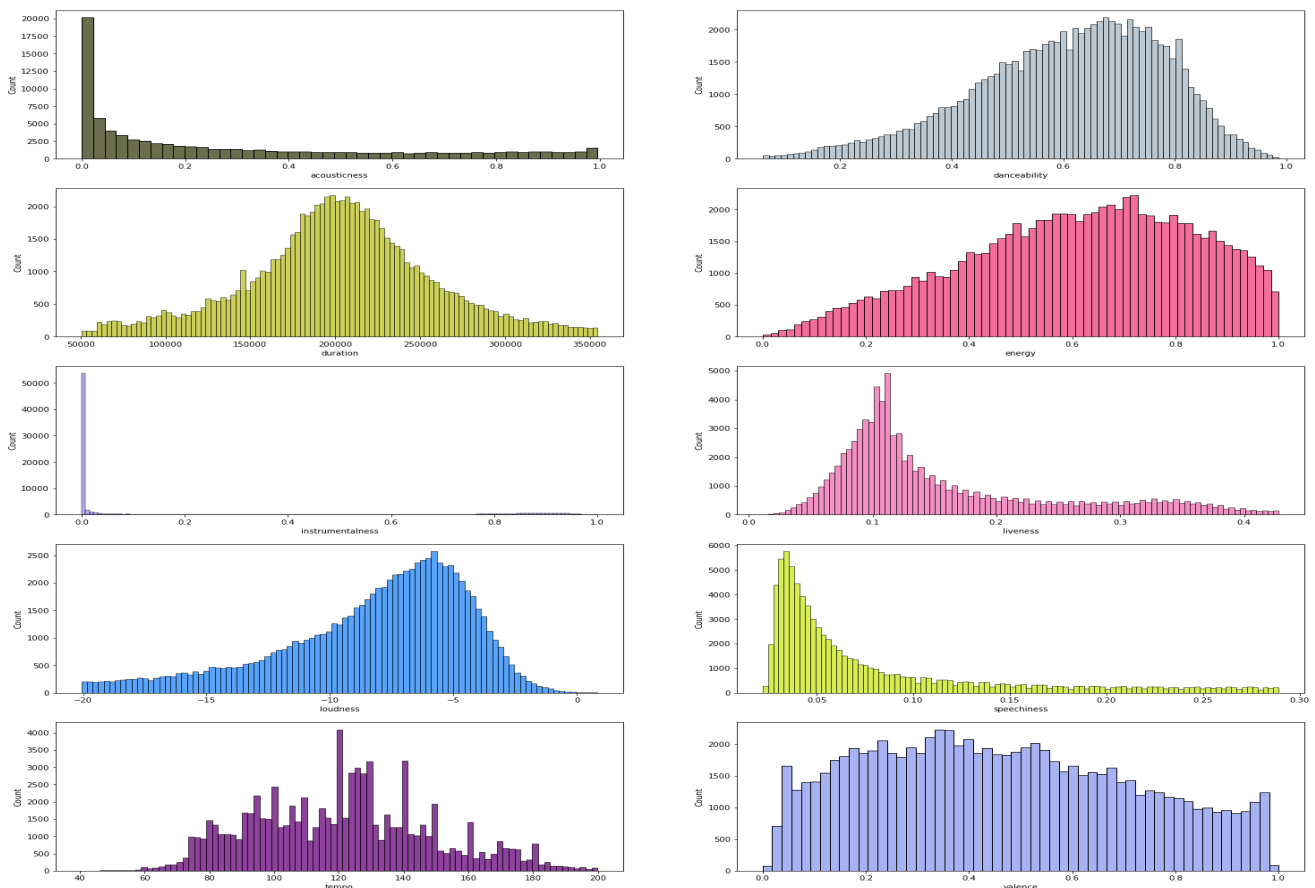 20000
17500
15000
12500
10000
7500
5000
2500
0
Count
0.0 0.2 0.4 0.6 0.8 1.0
acousticness
2000
1500
1000
500
0
Count
0.2 0.4 0.6 0.8 1.0
danceability
2000
1500
1000
500
0
Count
50000 100000 150000 200000 250000 300000 350000
duration
2000
1500
1000
500
0
Count
0.0 0.2 0.4 0.6 0.8 1.0
energy
50000
40000
30000
20000
10000
0
Count
0.0 0.2 0.4 0.6 0.8 1.0
instrumentalness
5000
4000
3000
2000
1000
0
Count
0.0 0.1 0.2 0.3 0.4
liveness
2500
2000
1500
1000
500
0
Count
−20 −15 −10 −5 0
loudness
6000
5000
4000
3000
2000
1000
0
Count
0.05 0.10 0.15 0.20 0.25 0.30
speechiness
4000
3500
3000
2500
2000
1500
1000
500
0
Count
40 60 80 100 120 140 160 180 200
tempo
2000
1500
1000
500
0
Count
0.0 0.2 0.4 0.6 0.8 1.0
valence